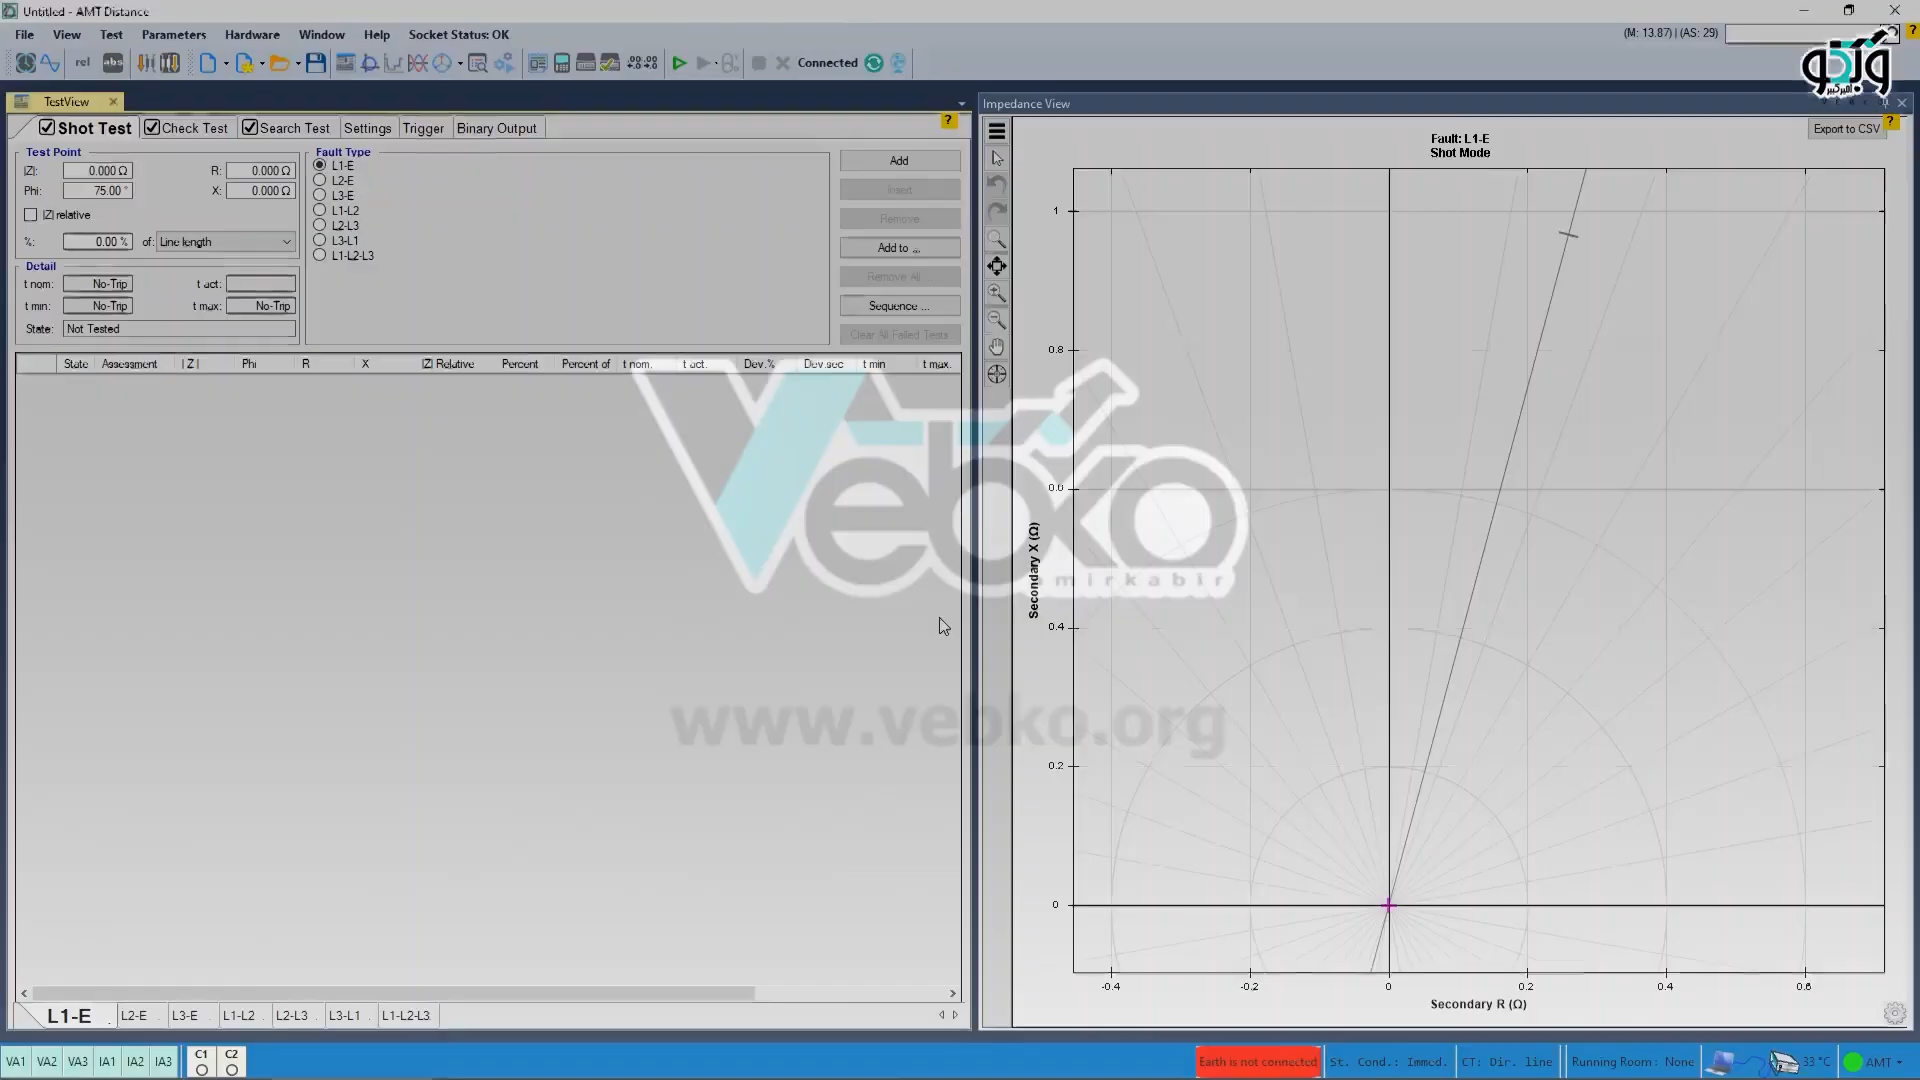 Untitled - AMT Distance
File View Test Parameters Hardware Window Help Socket Status: OK
(M: 13.87) | (AS: 29)
rel abs Connected
TestView
Impedance View
Shot Test Check Test Search Test Settings Trigger Binary Output
Export to CSV
Test Point
|Z|: 0.000 Ω R: 0.000 Ω
Phi: 75.00 ° X: 0.000 Ω
|Z| relative
%: 0.00 % of: Line length
Detail
t nom: No-Trip t act:
t min: No-Trip t max: No-Trip
State: Not Tested
Fault Type
L1-E
L2-E
L3-E
L1-L2
L2-L3
L3-L1
L1-L2-L3
Add
Insert
Remove
Add to ...
Remove All
Sequence ...
Clear All Failed Tests
State Assessment |Z| Phi R X |Z| Relative Percent Percent of t nom. t act. Dev.% Dev.sec t min t max.
Fault: L1-E
Shot Mode
1
0.8
0.6
0.4
0.2
0
Secondary X (Ω)
-0.4 -0.2 0 0.2 0.4 0.6
Secondary R (Ω)
Vebko
amirkabir
www.vebko.org
وبکو
امیرکبیر
L1-E L2-E L3-E L1-L2 L2-L3 L3-L1 L1-L2-L3
VA1 VA2 VA3 IA1 IA2 IA3 C1 C2
Earth is not connected St. Cond.: Immed. CT: Dir. line Running Room: None 33 °C AMT